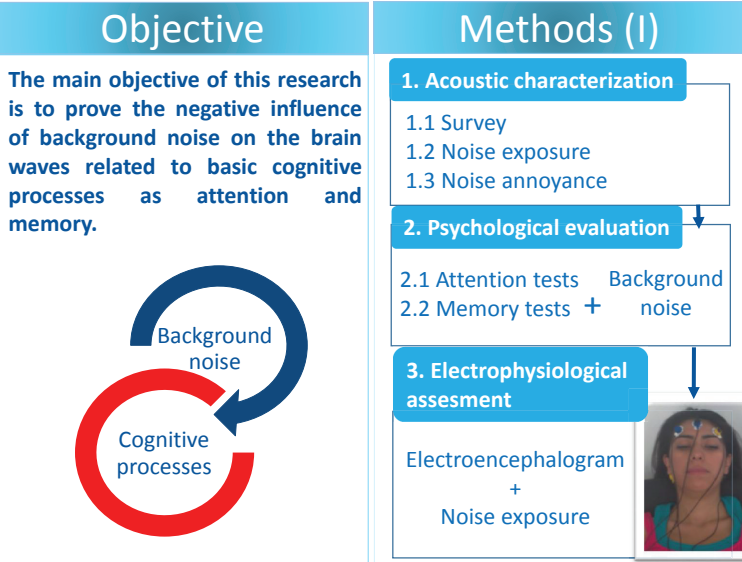 Objective
The main objective of this research
is to prove the negative influence
of background noise on the brain
waves related to basic cognitive
processes as attention and
memory.
Background
noise
Cognitive
processes
Methods (I)
1. Acoustic characterization
1.1 Survey
1.2 Noise exposure
1.3 Noise annoyance
2. Psychological evaluation
2.1 Attention tests
2.2 Memory tests
+
Background
noise
3. Electrophysiological
assesment
Electroencephalogram
+
Noise exposure